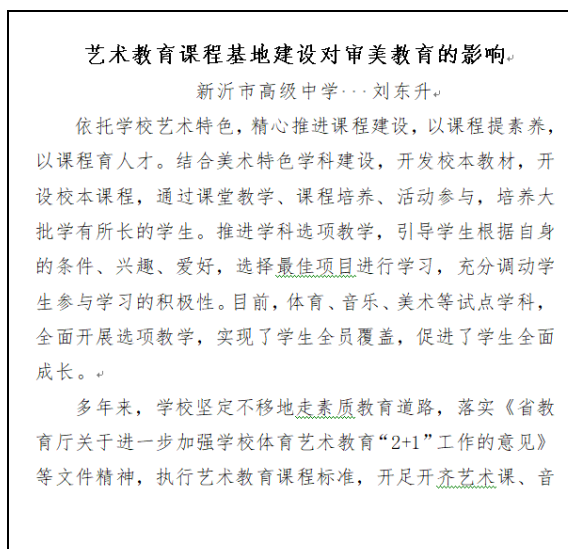 艺术教育课程基地建设对审美教育的影响
新沂市高级中学···刘东升
依托学校艺术特色，精心推进课程建设，以课程提素养，
以课程育人才。结合美术特色学科建设，开发校本教材，开
设校本课程，通过课堂教学、课程培养、活动参与，培养大
批学有所长的学生。推进学科选项教学，引导学生根据自身
的条件、兴趣、爱好，选择最佳项目进行学习，充分调动学
生参与学习的积极性。目前，体育、音乐、美术等试点学科，
全面开展选项教学，实现了学生全员覆盖，促进了学生全面
成长。
多年来，学校坚定不移地走素质教育道路，落实《省教
育厅关于进一步加强学校体育艺术教育“2+1”工作的意见》
等文件精神，执行艺术教育课程标准，开足开齐艺术课、音